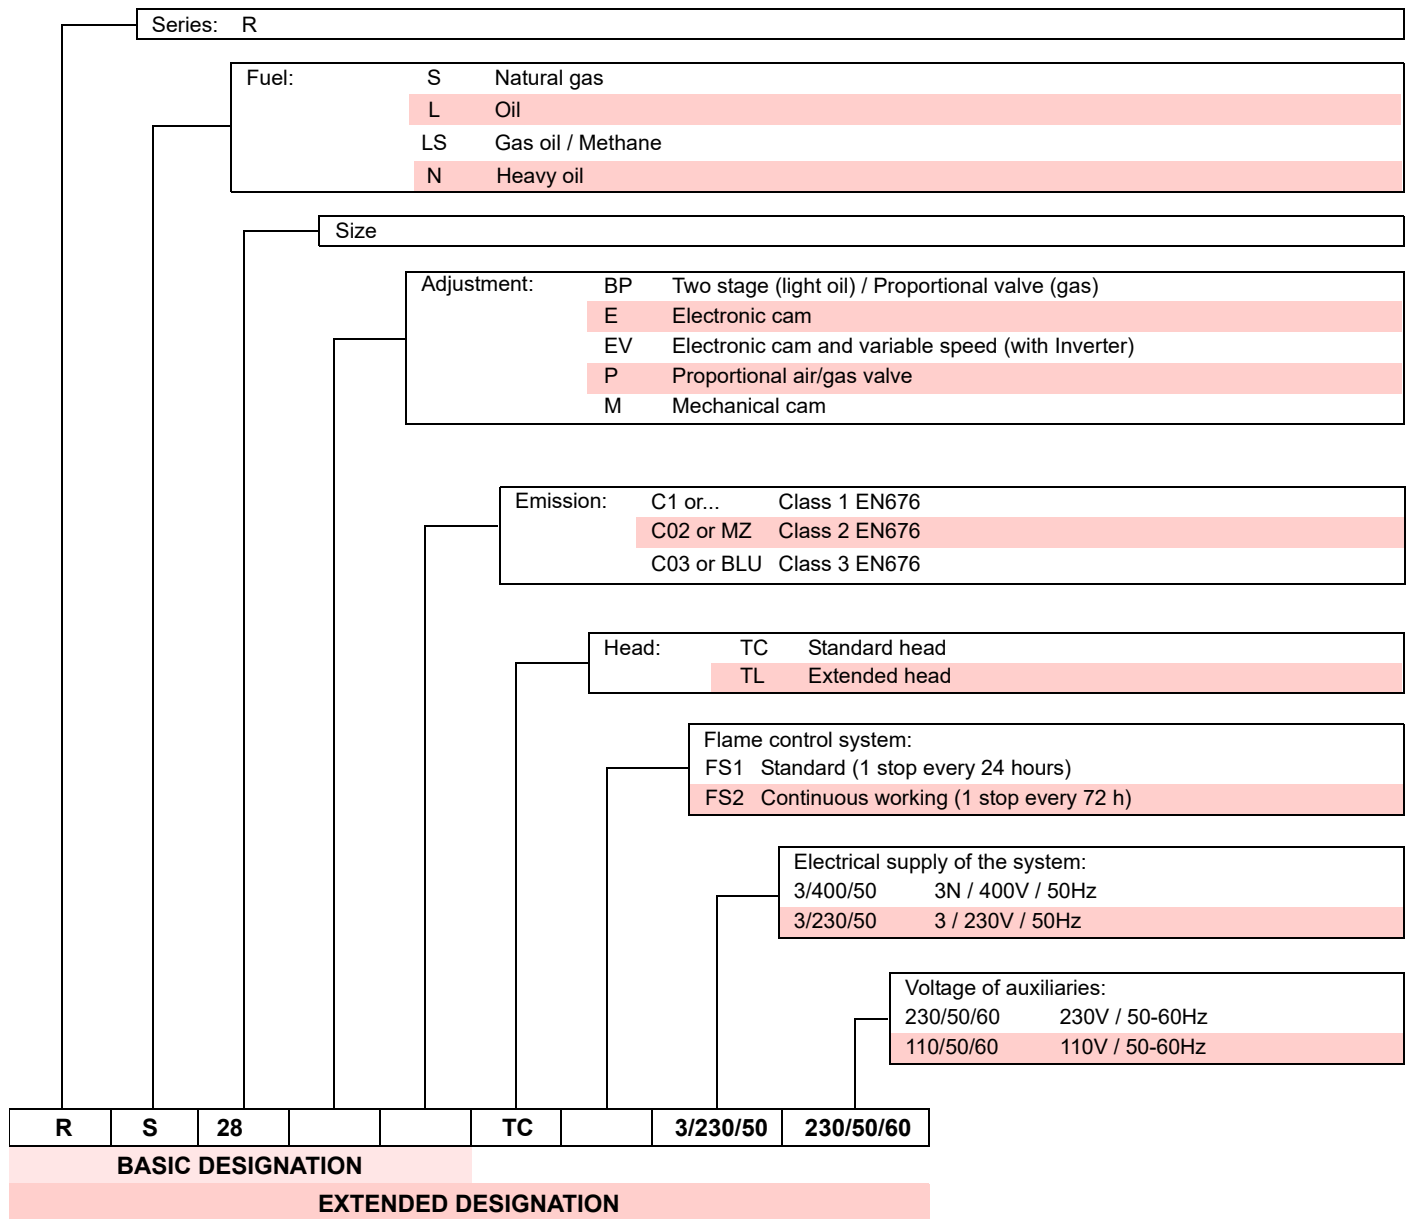 Series: R
Fuel: S Natural gas
L Oil
LS Gas oil / Methane
N Heavy oil
Size
Adjustment: BP Two stage (light oil) / Proportional valve (gas)
E Electronic cam
EV Electronic cam and variable speed (with Inverter)
P Proportional air/gas valve
M Mechanical cam
Emission: C1 or... Class 1 EN676
C02 or MZ Class 2 EN676
C03 or BLU Class 3 EN676
Head: TC Standard head
TL Extended head
Flame control system:
FS1 Standard (1 stop every 24 hours)
FS2 Continuous working (1 stop every 72 h)
Electrical supply of the system:
3/400/50 3N / 400V / 50Hz
3/230/50 3 / 230V / 50Hz
Voltage of auxiliaries:
230/50/60 230V / 50-60Hz
110/50/60 110V / 50-60Hz
R S 28 TC 3/230/50 230/50/60
BASIC DESIGNATION
EXTENDED DESIGNATION